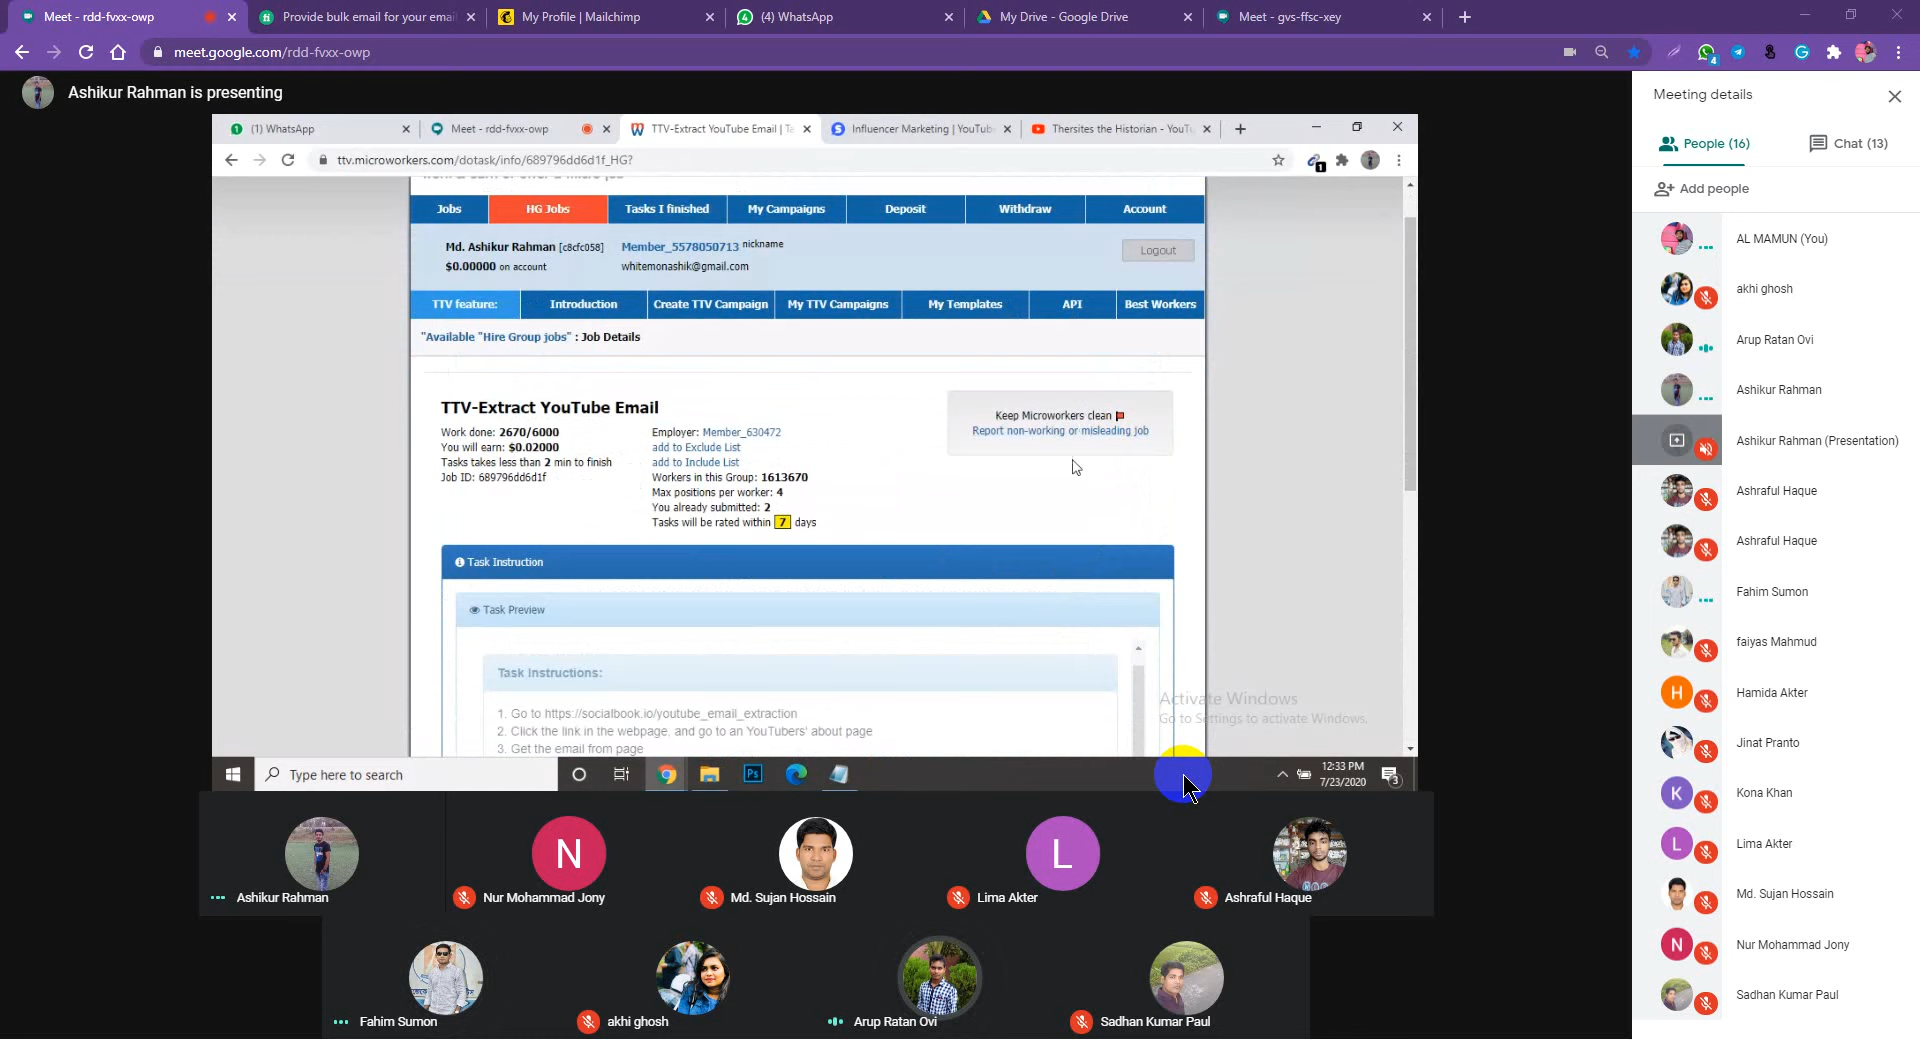 Meet - rdd-fvxx-owp
Provide bulk email for your emai
My Profile | Mailchimp
(4) WhatsApp
My Drive - Google Drive
Meet - gvs-ffsc-xey
meet.google.com/rdd-fvxx-owp
4
Ashikur Rahman is presenting
(1) WhatsApp
Meet - rdd-fvxx-owp
TTV-Extract YouTube Email | Te
Influencer Marketing | YouTube
Thersites the Historian - YouTu
ttv.microworkers.com/dotask/info/689796dd6d1f_HG?
1
Jobs
HG Jobs
Tasks I finished
My Campaigns
Deposit
Withdraw
Account
Md. Ashikur Rahman [c8cfc058]
Member_5578050713 nickname
Logout
$0.00000 on account
whitemonashik@gmail.com
TTV feature:
Introduction
Create TTV Campaign
My TTV Campaigns
My Templates
API
Best Workers
"Available "Hire Group jobs" : Job Details
TTV-Extract YouTube Email
Work done: 2670/6000
You will earn: $0.02000
Tasks takes less than 2 min to finish
Job ID: 689796dd6d1f
Employer: Member_630472
add to Exclude List
add to Include List
Workers in this Group: 1613670
Max positions per worker: 4
You already submitted: 2
Tasks will be rated within 7 days
Keep Microworkers clean
Report non-working or misleading job
Task Instruction
Task Preview
Task Instructions:
1. Go to https://socialbook.io/youtube_email_extraction
2. Click the link in the webpage, and go to an YouTubers' about page
3. Get the email from page
Activate Windows
Go to Settings to activate Windows.
Type here to search
Ps
12:33 PM
7/23/2020
3
Ashikur Rahman
N
Nur Mohammad Jony
Md. Sujan Hossain
L
Lima Akter
Ashraful Haque
Fahim Sumon
akhi ghosh
Arup Ratan Ovi
Sadhan Kumar Paul
Meeting details
People (16)
Chat (13)
Add people
AL MAMUN (You)
akhi ghosh
Arup Ratan Ovi
Ashikur Rahman
Ashikur Rahman (Presentation)
Ashraful Haque
Ashraful Haque
Fahim Sumon
faiyas Mahmud
H
Hamida Akter
Jinat Pranto
K
Kona Khan
L
Lima Akter
Md. Sujan Hossain
N
Nur Mohammad Jony
Sadhan Kumar Paul